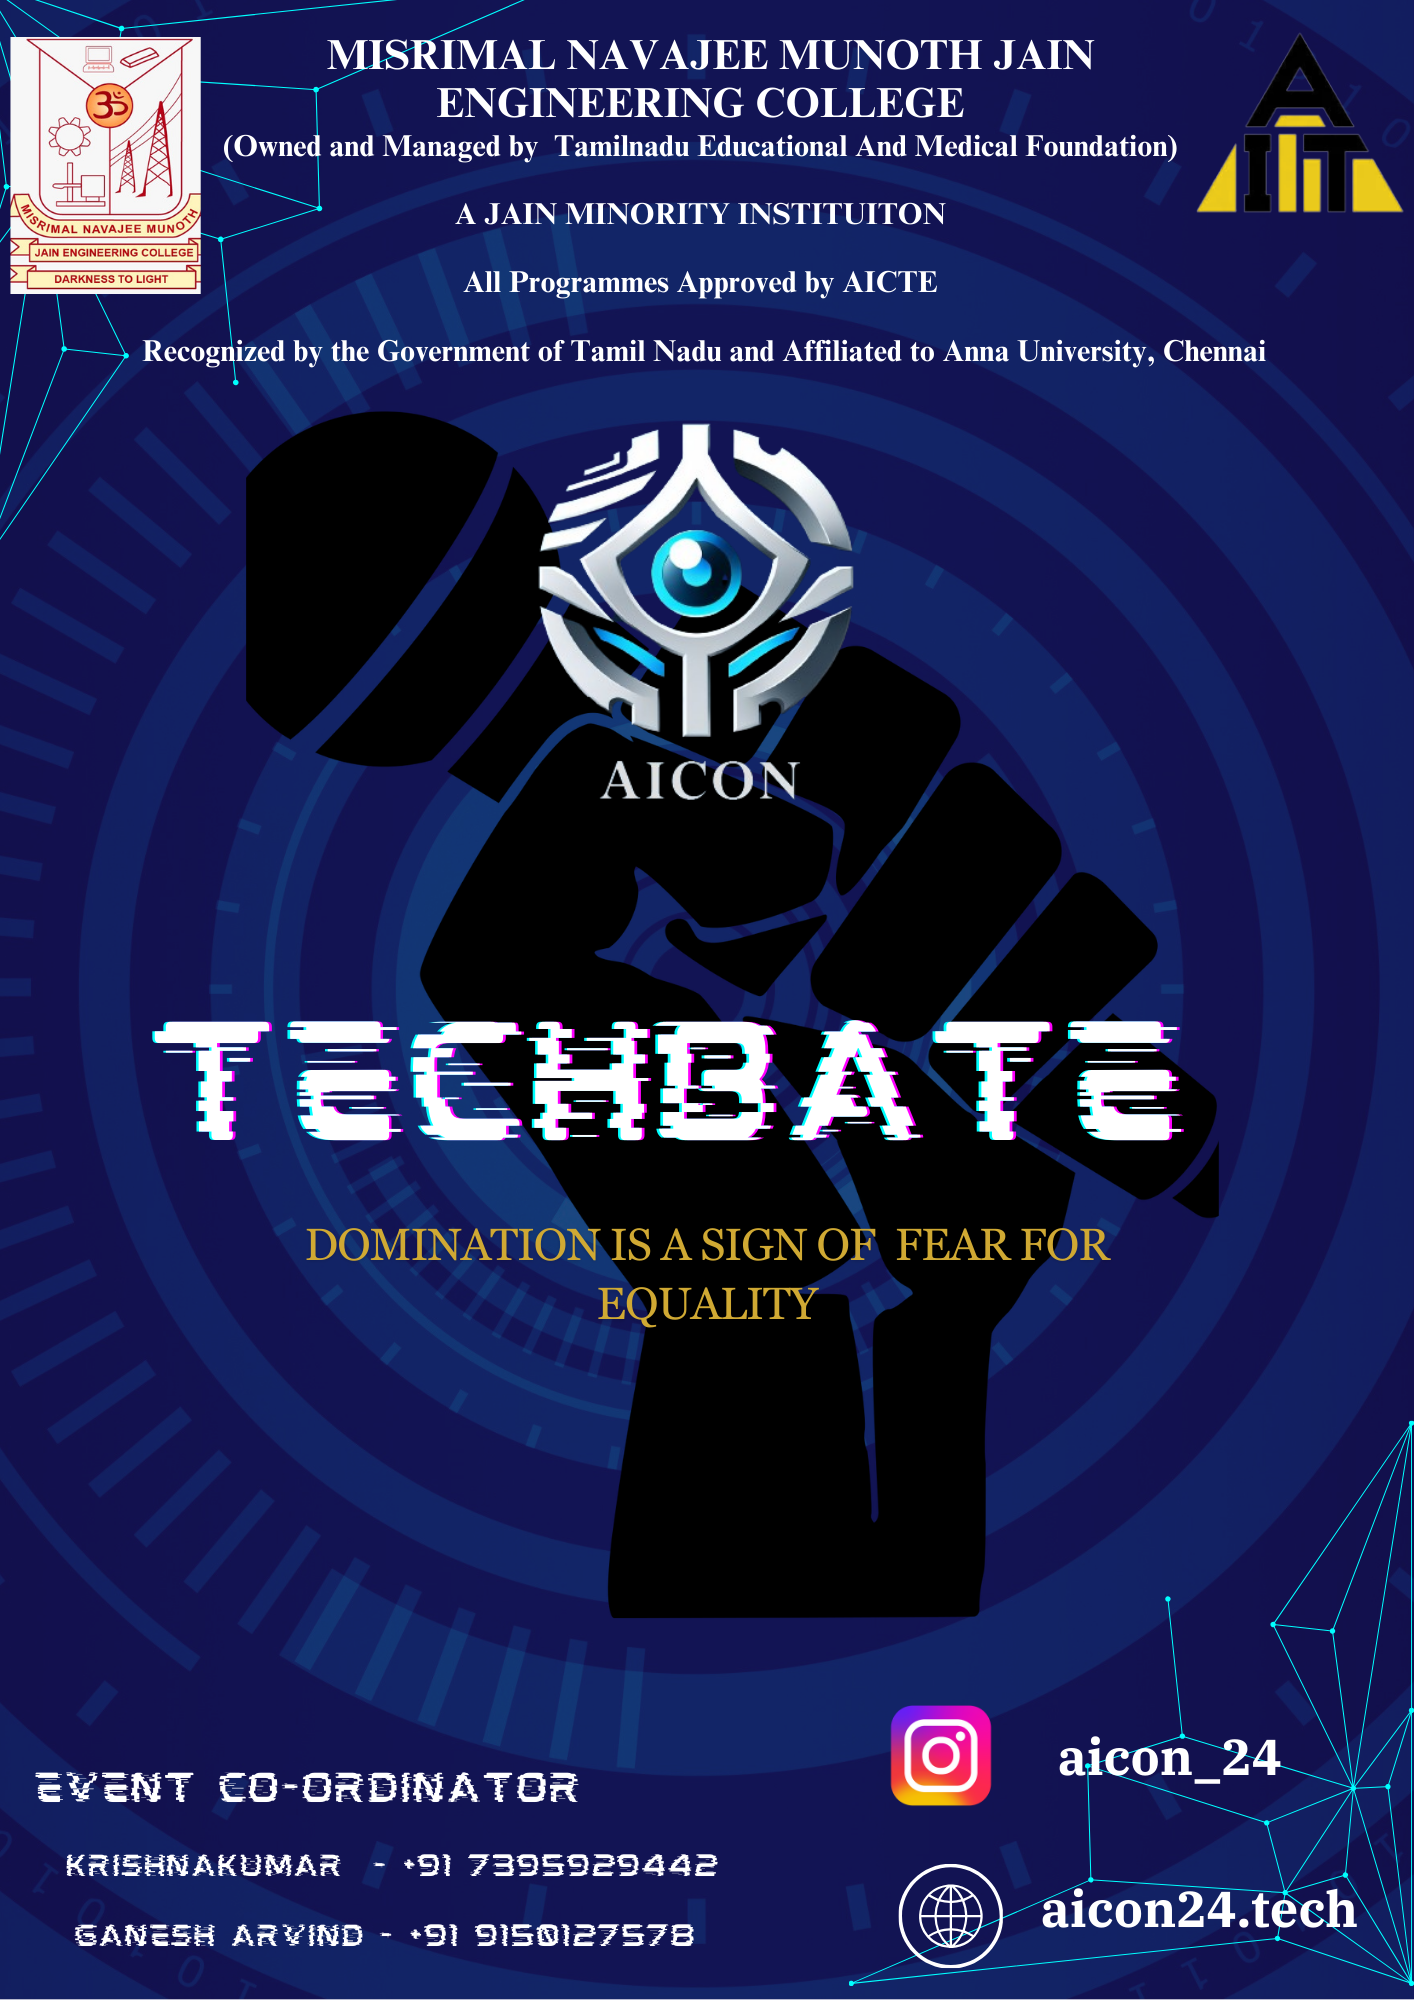 MISRIMAL NAVAJEE MUNOTH JAIN
ENGINEERING COLLEGE
(Owned and Managed by Tamilnadu Educational And Medical Foundation)
A JAIN MINORITY INSTITUITON
All Programmes Approved by AICTE
Recognized by the Government of Tamil Nadu and Affiliated to Anna University, Chennai
ॐ
MISRIMAL NAVAJEE MUNOTH
JAIN ENGINEERING COLLEGE
DARKNESS TO LIGHT
A
IT
AICON
TECHBATE
DOMINATION IS A SIGN OF FEAR FOR
EQUALITY
EVENT CO-ORDINATOR
KRISHNAKUMAR - +91 7395929442
GANESH ARVIND - +91 9150127578
aicon_24
aicon24.tech